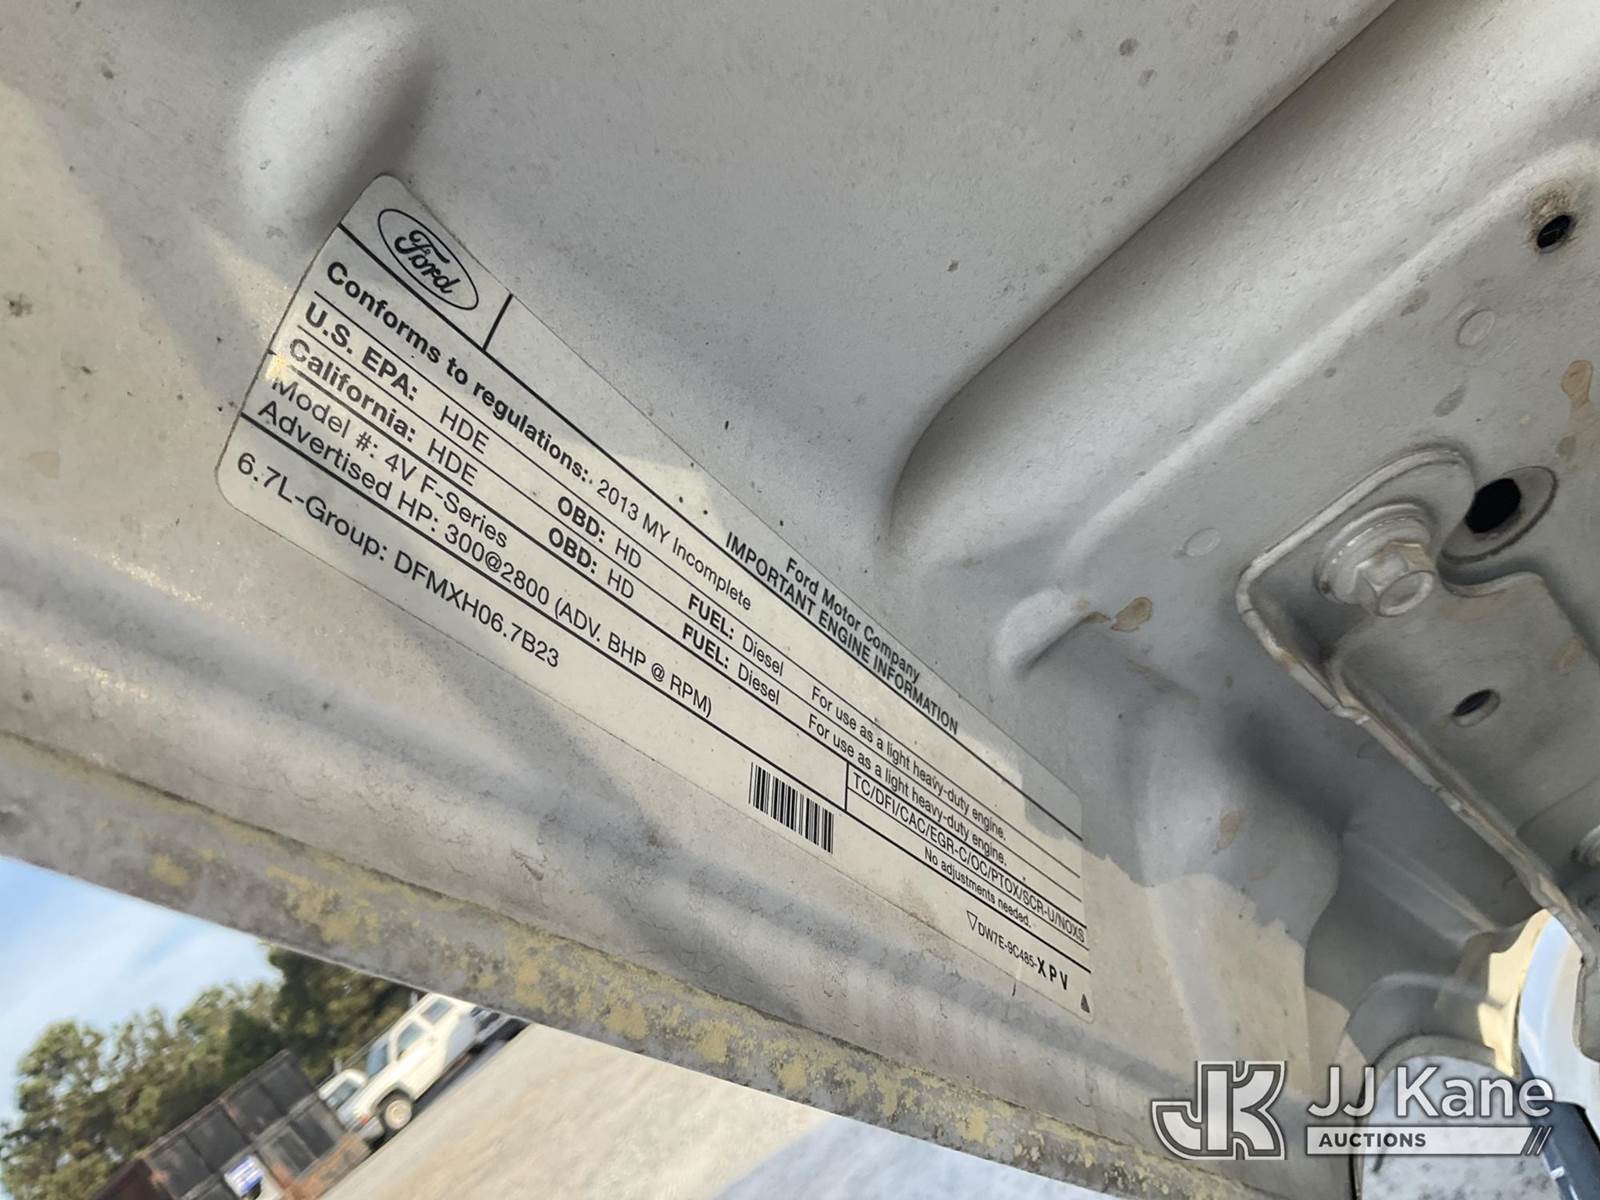 Ford
Ford Motor Company
IMPORTANT ENGINE INFORMATION
Conforms to regulations: 2013 MY Incomplete
U.S. EPA: HDE OBD: HD FUEL: Diesel For use as a light heavy-duty engine.
California: HDE OBD: HD FUEL: Diesel For use as a light heavy-duty engine.
Model #: 4V F-Series TC/DFI/CAC/EGR-C/OC/PTOX/SCR-U/NOXS
Advertised HP: 300@2800 (ADV. BHP @ RPM) No adjustments needed.
6.7L-Group: DFMXH06.7B23
DW7E-9C485-XPV
JK JJ Kane
AUCTIONS